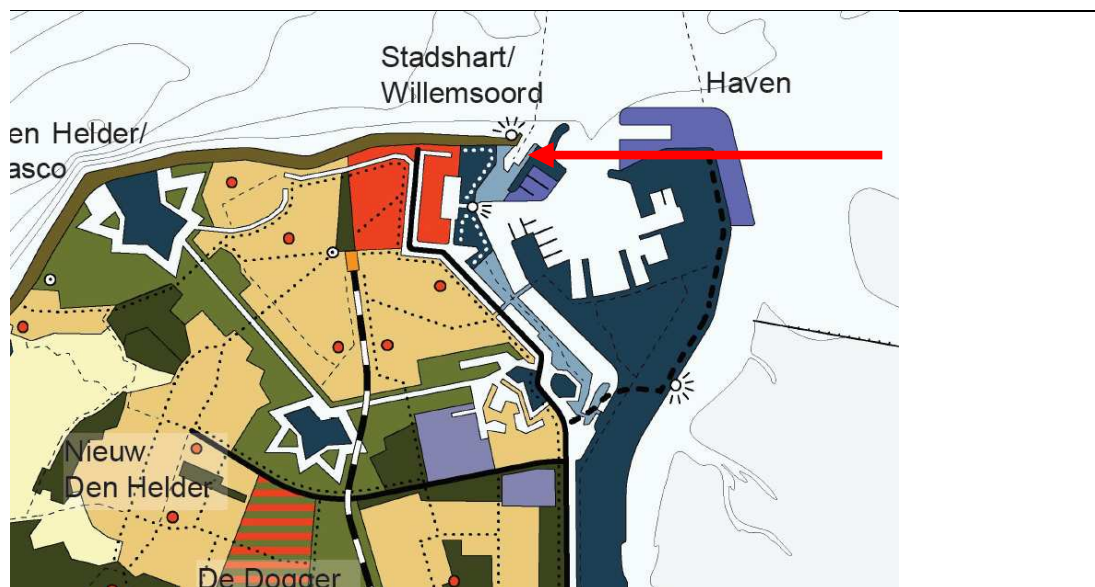 Stadshart/
Willemsoord
Haven
en Helder/
asco
Nieuw
Den Helder
De Dogger